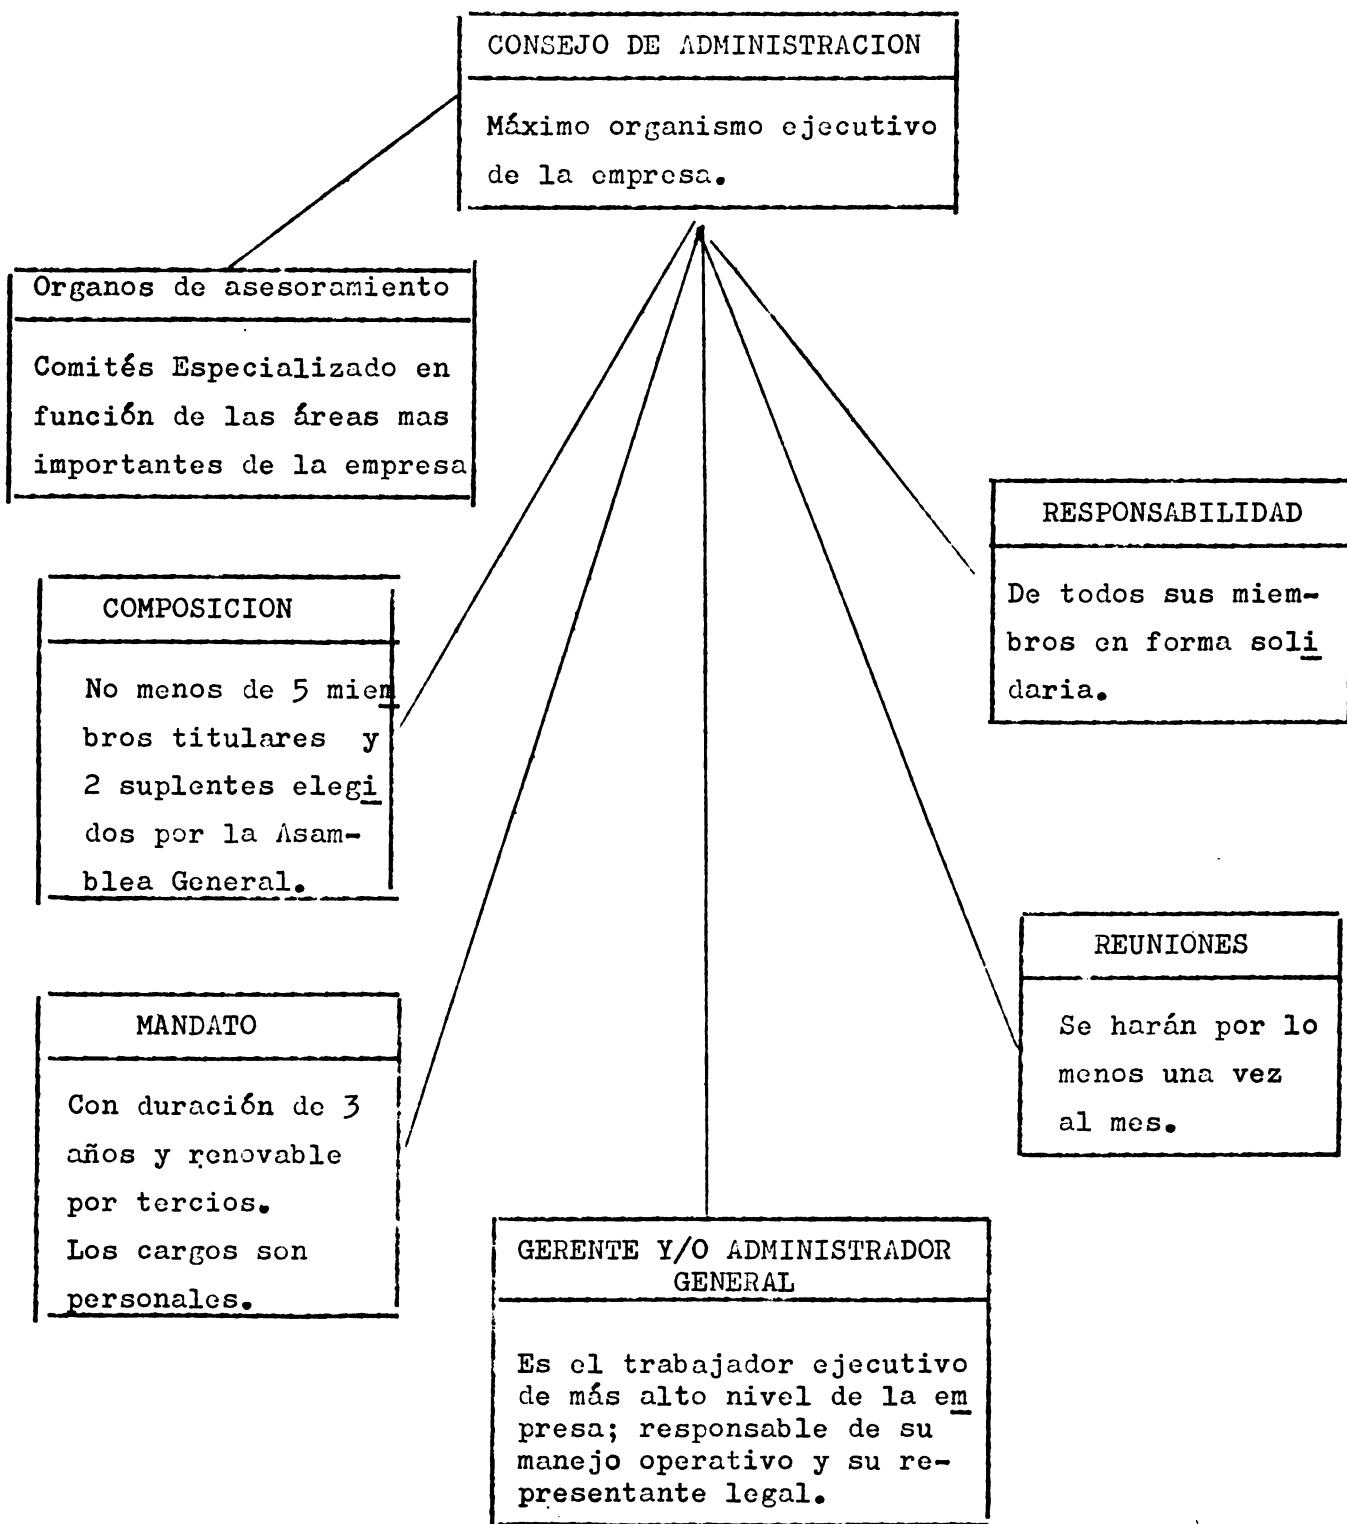 CONSEJO DE ADMINISTRACION
Máximo organismo ejecutivo
de la empresa.
Organos de asesoramiento
Comités Especializado en
función de las áreas mas
importantes de la empresa
RESPONSABILIDAD
De todos sus miem-
bros en forma soli
daria.
COMPOSICION
No menos de 5 miem
bros titulares y
2 suplentes elegi
dos por la Asam-
blea General.
REUNIONES
Se harán por lo
menos una vez
al mes.
MANDATO
Con duración de 3
años y renovable
por tercios.
Los cargos son
personales.
GERENTE Y/O ADMINISTRADOR
GENERAL
Es el trabajador ejecutivo
de más alto nivel de la em
presa; responsable de su
manejo operativo y su re-
presentante legal.